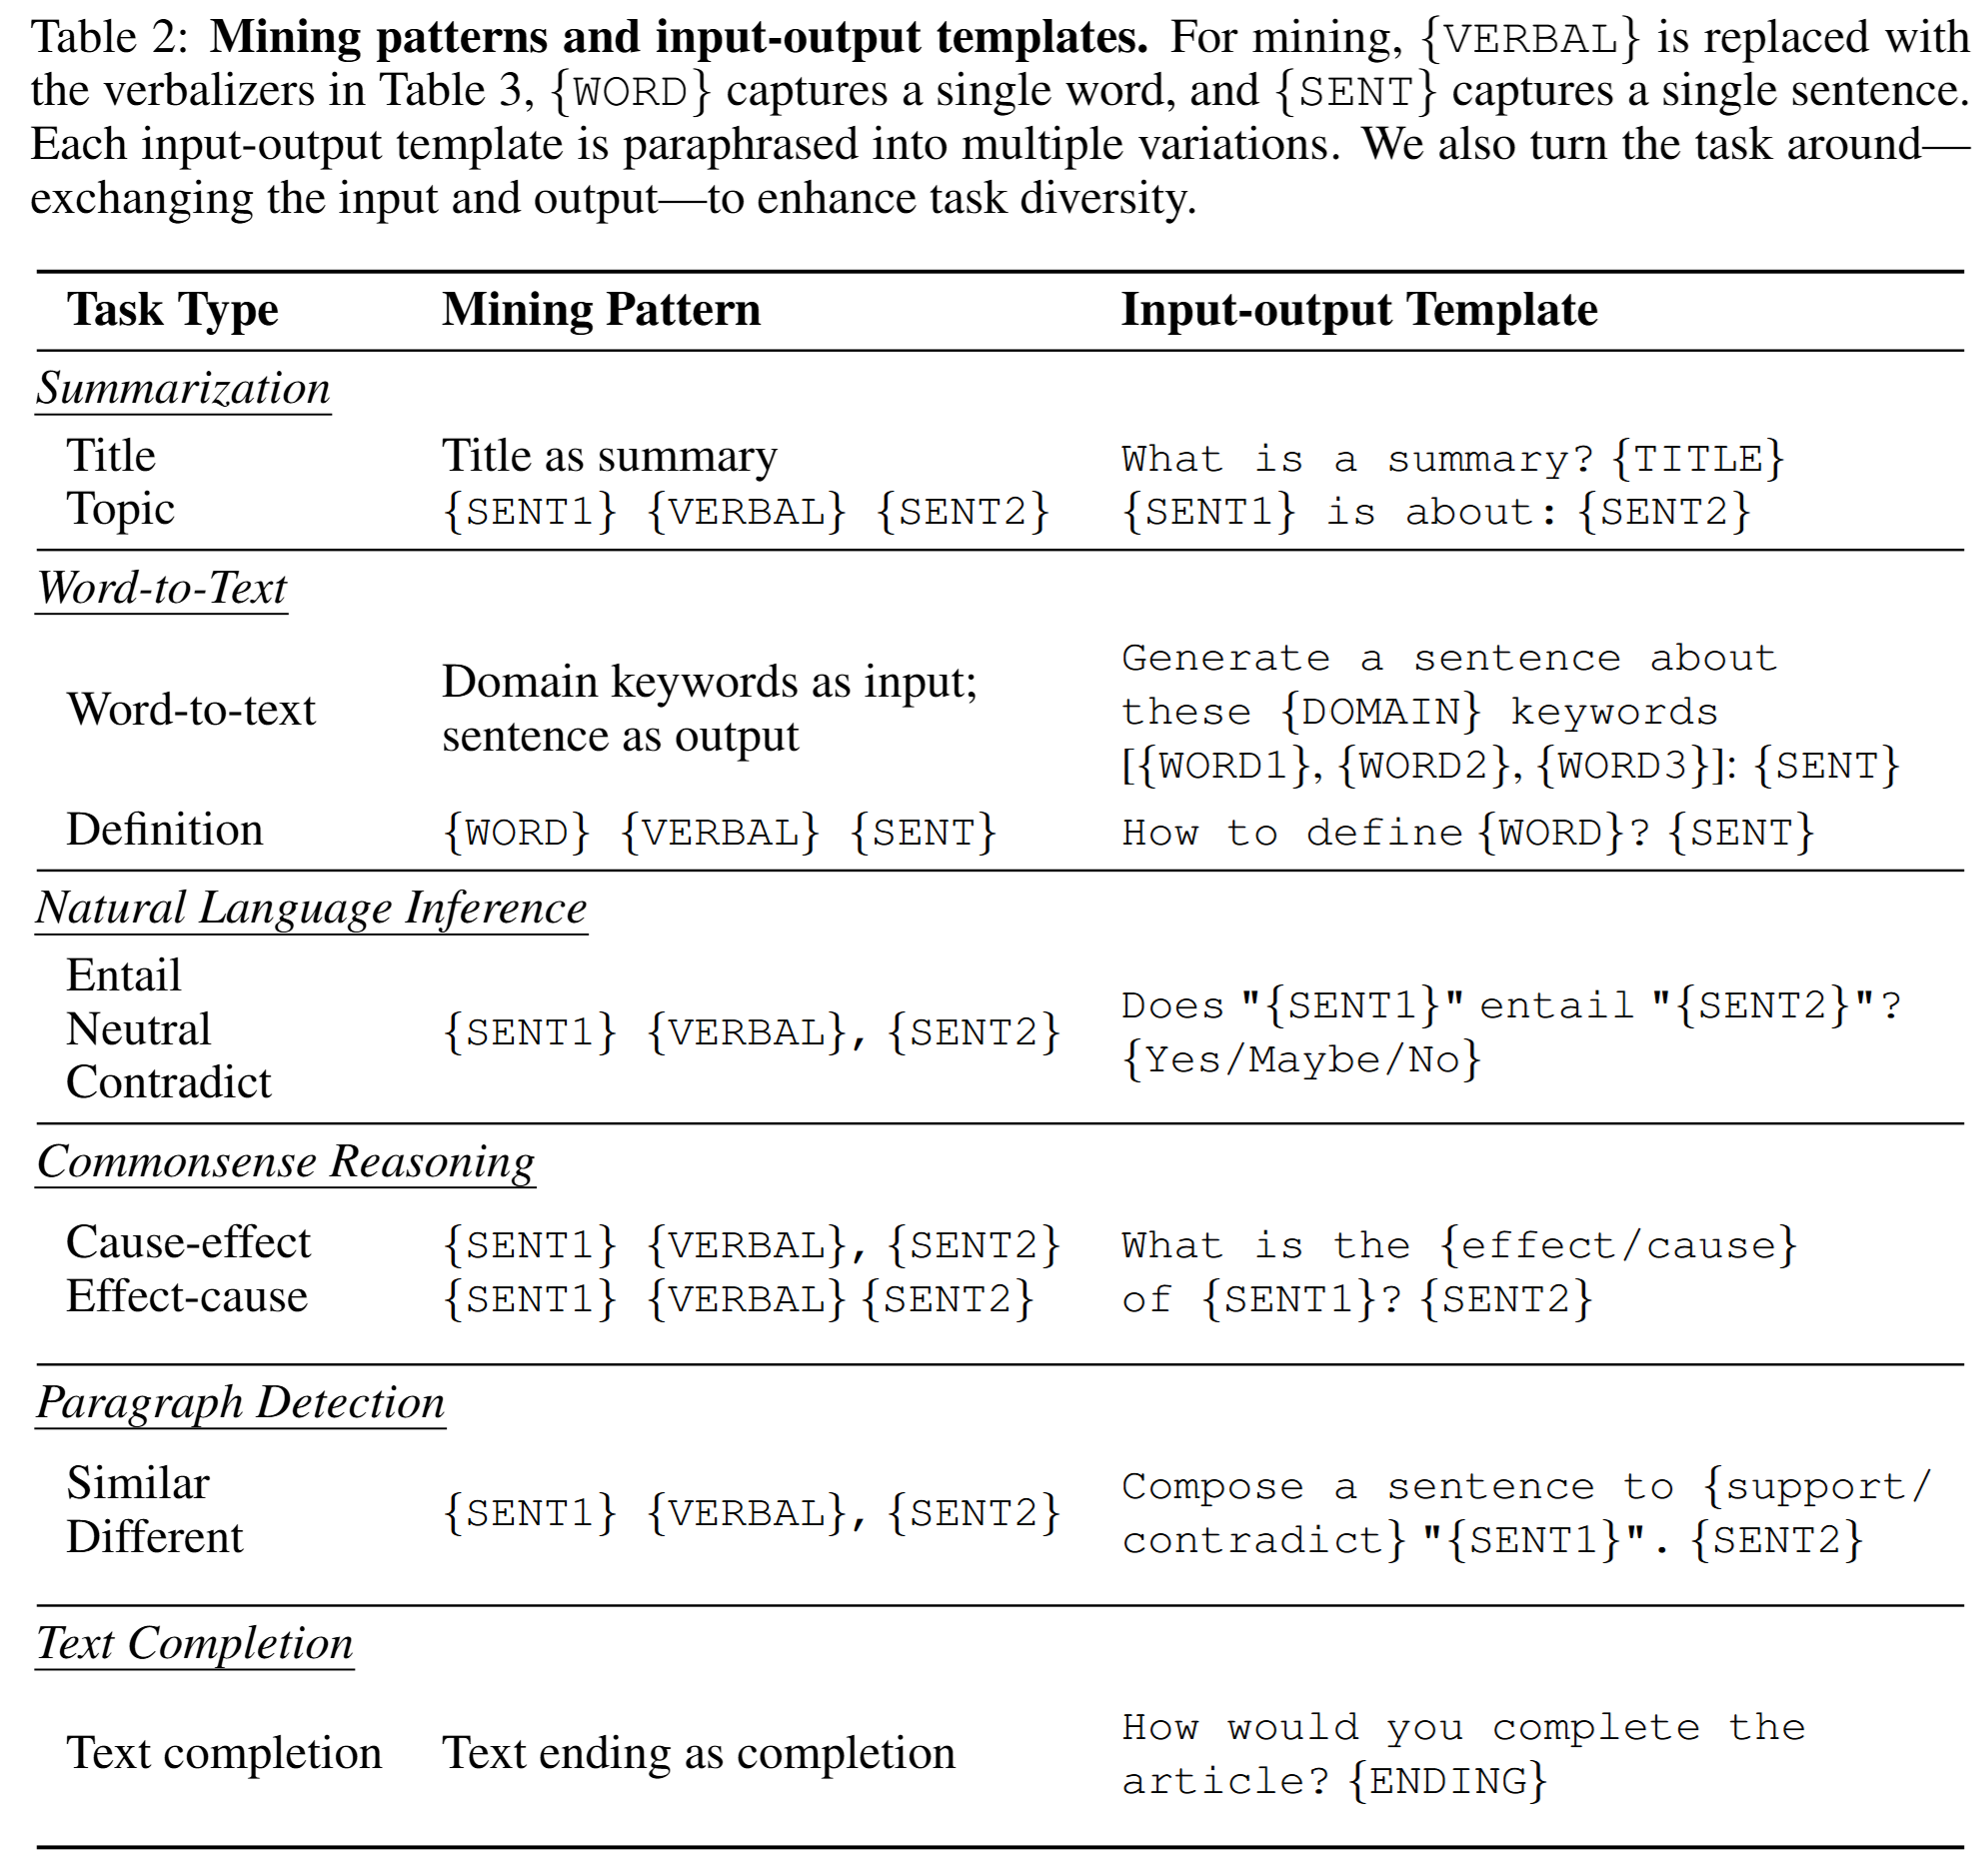 Table 2: Mining patterns and input-output templates. For mining, {VERBAL} is replaced with
the verbalizers in Table 3, {WORD} captures a single word, and {SENT} captures a single sentence.
Each input-output template is paraphrased into multiple variations. We also turn the task around—
exchanging the input and output—to enhance task diversity.
Task Type Mining Pattern Input-output Template
Summarization
Title Title as summary What is a summary? {TITLE}
Topic {SENT1} {VERBAL} {SENT2} {SENT1} is about: {SENT2}
Word-to-Text
Word-to-text
Domain keywords as input;
sentence as output
Generate a sentence about
these {DOMAIN} keywords
[{WORD1}, {WORD2}, {WORD3}]: {SENT}
Definition {WORD} {VERBAL} {SENT} How to define {WORD}? {SENT}
Natural Language Inference
Entail
Neutral
Contradict
{SENT1} {VERBAL}, {SENT2}
Does "{SENT1}" entail "{SENT2}"?
{Yes/Maybe/No}
Commonsense Reasoning
Cause-effect {SENT1} {VERBAL}, {SENT2} What is the {effect/cause}
Effect-cause {SENT1} {VERBAL} {SENT2} of {SENT1}? {SENT2}
Paragraph Detection
Similar
Different
{SENT1} {VERBAL}, {SENT2}
Compose a sentence to {support/
contradict} "{SENT1}". {SENT2}
Text Completion
Text completion
Text ending as completion
How would you complete the
article? {ENDING}